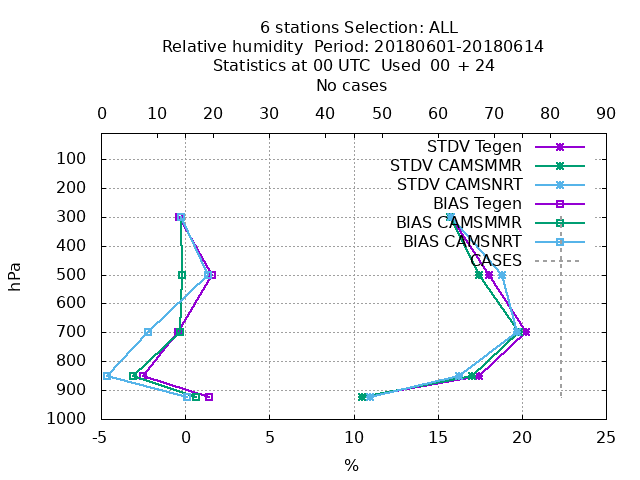 6 stations Selection: ALL
Relative humidity  Period: 20180601-20180614
Statistics at 00 UTC  Used  00 + 24
No cases
0 10 20 30 40 50 60 70 80 90
STDV Tegen
STDV CAMSMMR
STDV CAMSNRT
BIAS Tegen
BIAS CAMSMMR
BIAS CAMSNRT
CASES
hPa
100
200
300
400
500
600
700
800
900
1000
-5 0 5 10 15 20 25
%